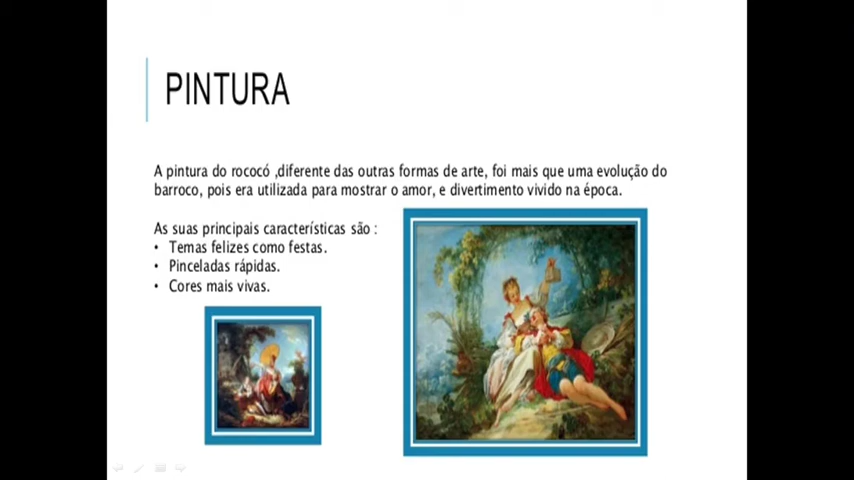 PINTURA
A pintura do rococó ,diferente das outras formas de arte, foi mais que uma evolução do
barroco, pois era utilizada para mostrar o amor, e divertimento vivido na época.
As suas principais características são :
• Temas felizes como festas.
• Pinceladas rápidas.
• Cores mais vivas.